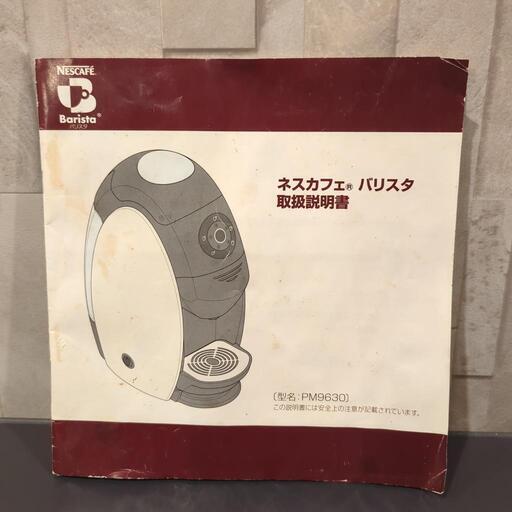 NESCAFÉ
Barista®
バリスタ
ネスカフェ® バリスタ
取扱説明書
〔型名：PM9630〕
この説明書には安全上の注意が記載されています。